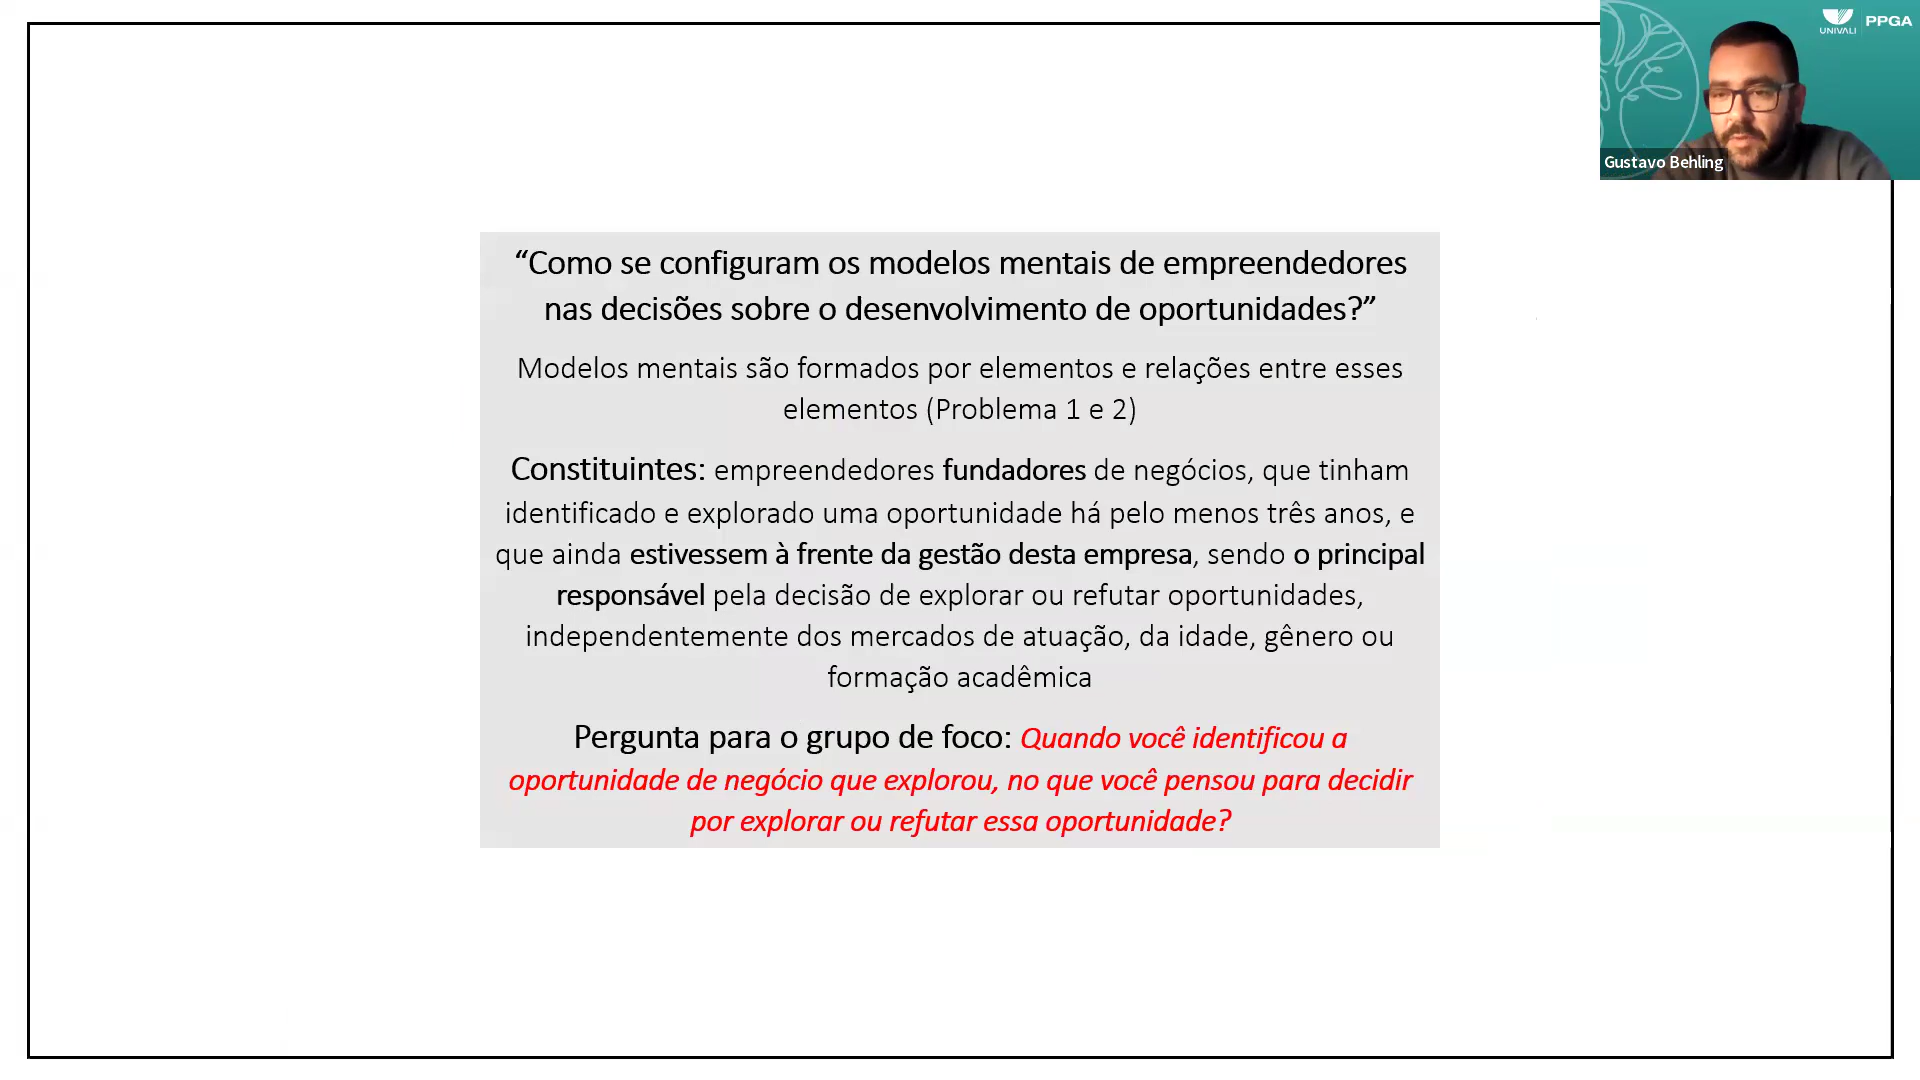 UNIVALI PPGA
Gustavo Behling
“Como se configuram os modelos mentais de empreendedores
nas decisões sobre o desenvolvimento de oportunidades?”
Modelos mentais são formados por elementos e relações entre esses
elementos (Problema 1 e 2)
Constituintes: empreendedores fundadores de negócios, que tinham
identificado e explorado uma oportunidade há pelo menos três anos, e
que ainda estivessem à frente da gestão desta empresa, sendo o principal
responsável pela decisão de explorar ou refutar oportunidades,
independentemente dos mercados de atuação, da idade, gênero ou
formação acadêmica
Pergunta para o grupo de foco: Quando você identificou a
oportunidade de negócio que explorou, no que você pensou para decidir
por explorar ou refutar essa oportunidade?